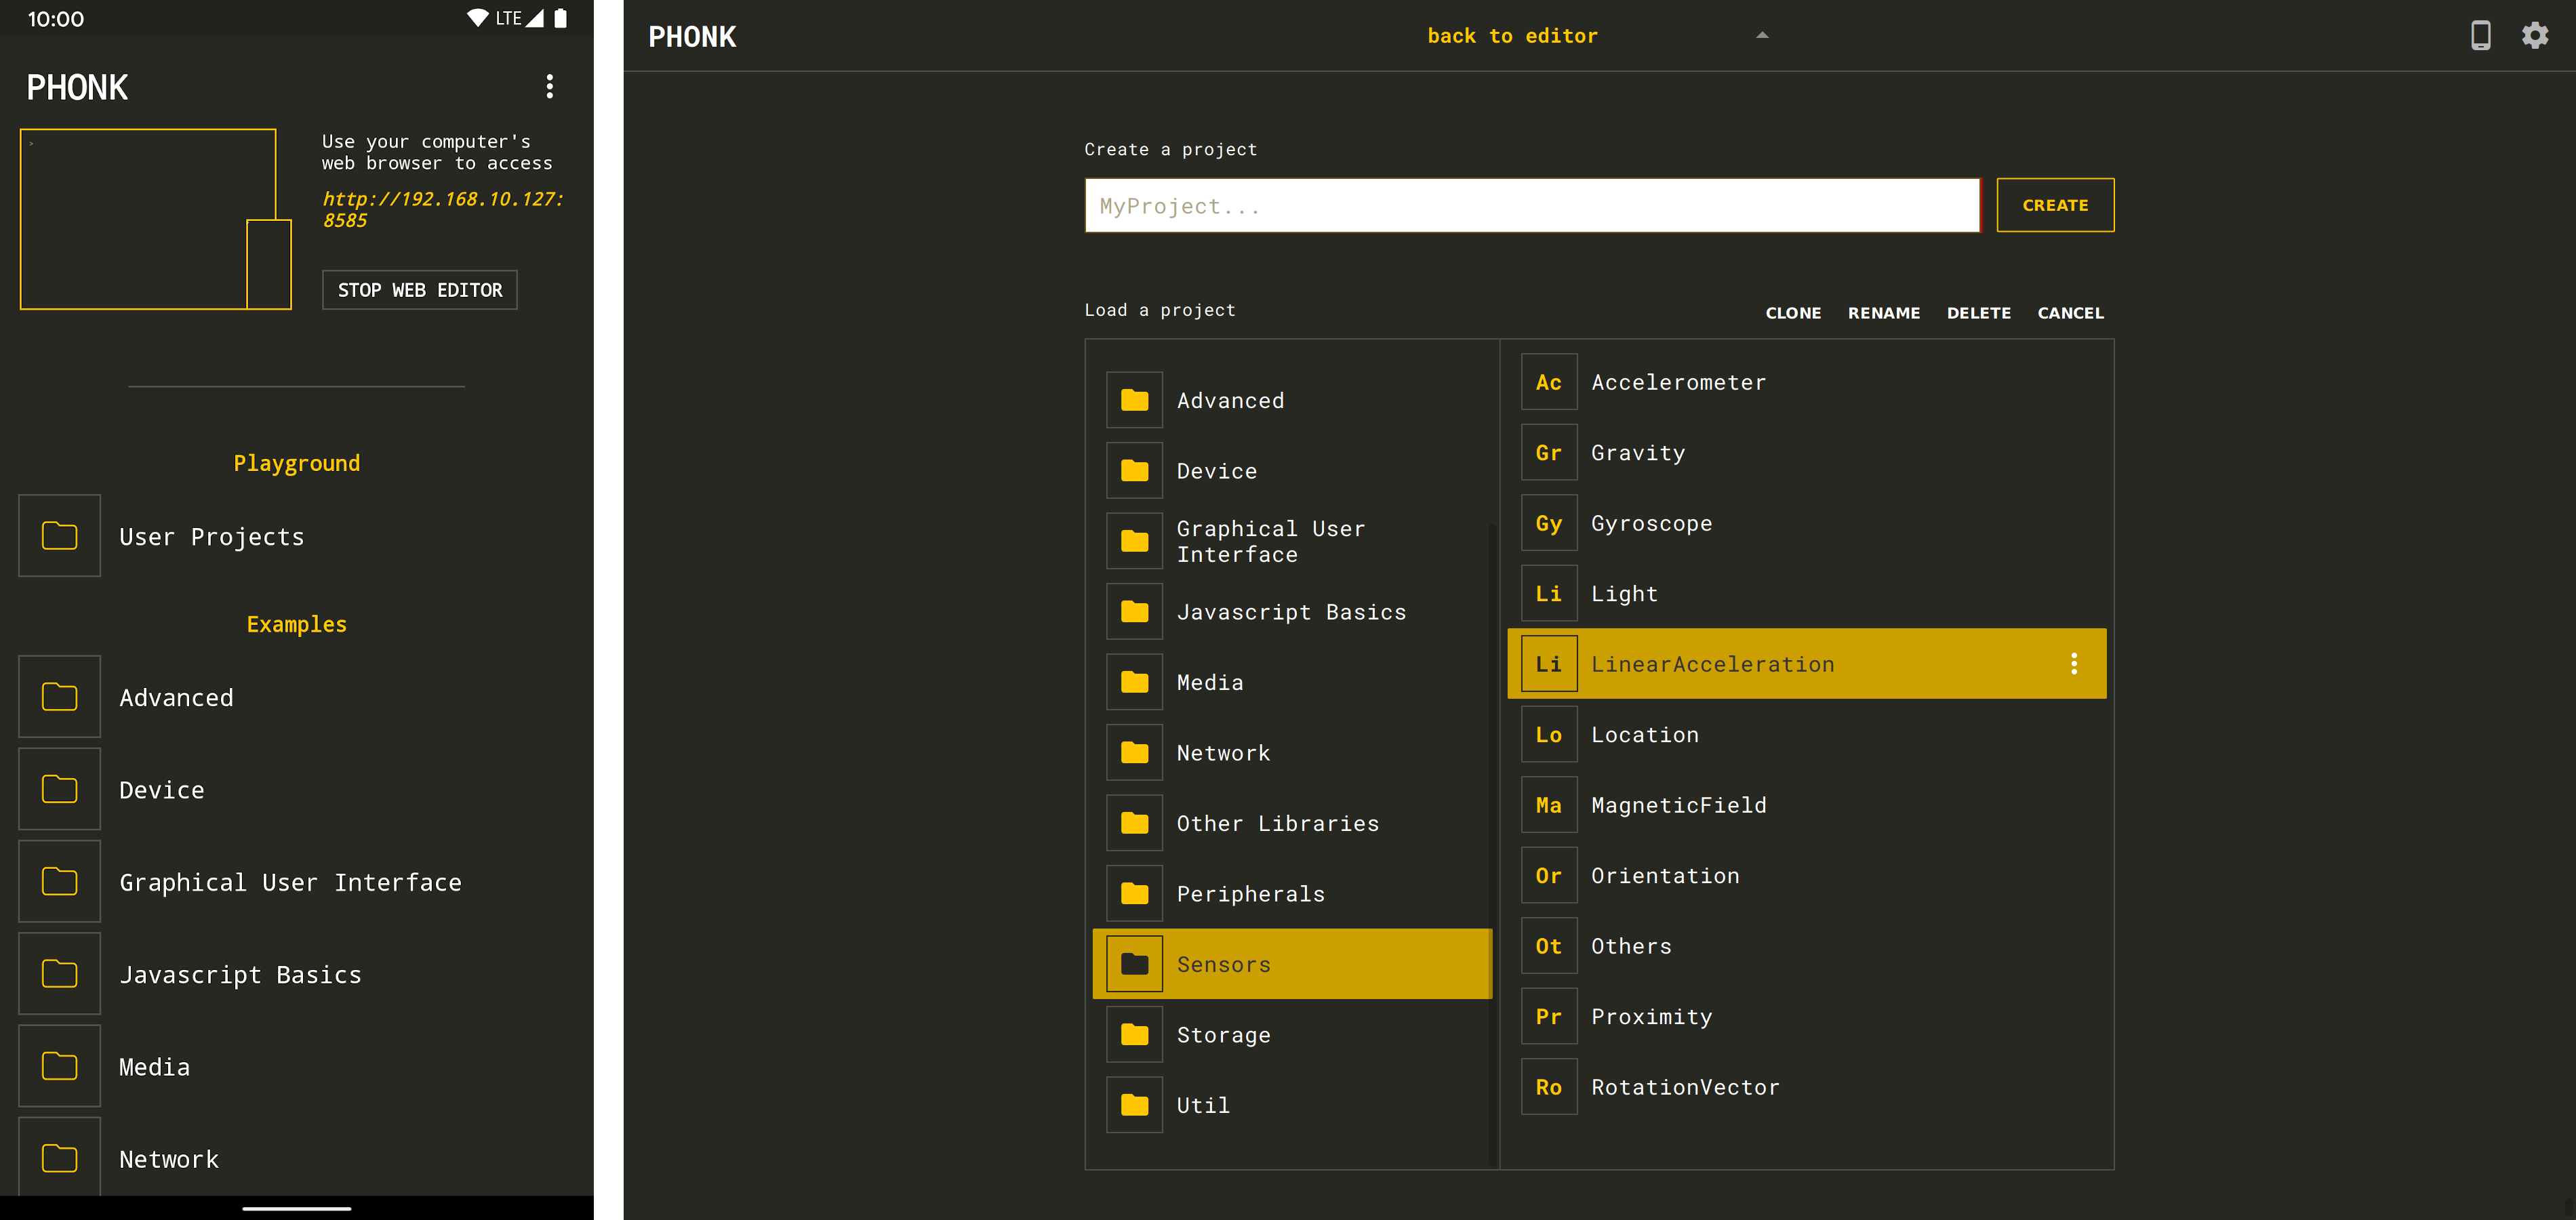 10:00
LTE
PHONK
>
Use your computer's
web browser to access
http://192.168.10.127:
8585
STOP WEB EDITOR
Playground
User Projects
Examples
Advanced
Device
Graphical User Interface
Javascript Basics
Media
Network
PHONK
back to editor
Create a project
MyProject...
CREATE
Load a project
CLONE RENAME DELETE CANCEL
Advanced
Device
Graphical User
Interface
Javascript Basics
Media
Network
Other Libraries
Peripherals
Sensors
Storage
Util
Ac Accelerometer
Gr Gravity
Gy Gyroscope
Li Light
Li LinearAcceleration
Lo Location
Ma MagneticField
Or Orientation
Ot Others
Pr Proximity
Ro RotationVector